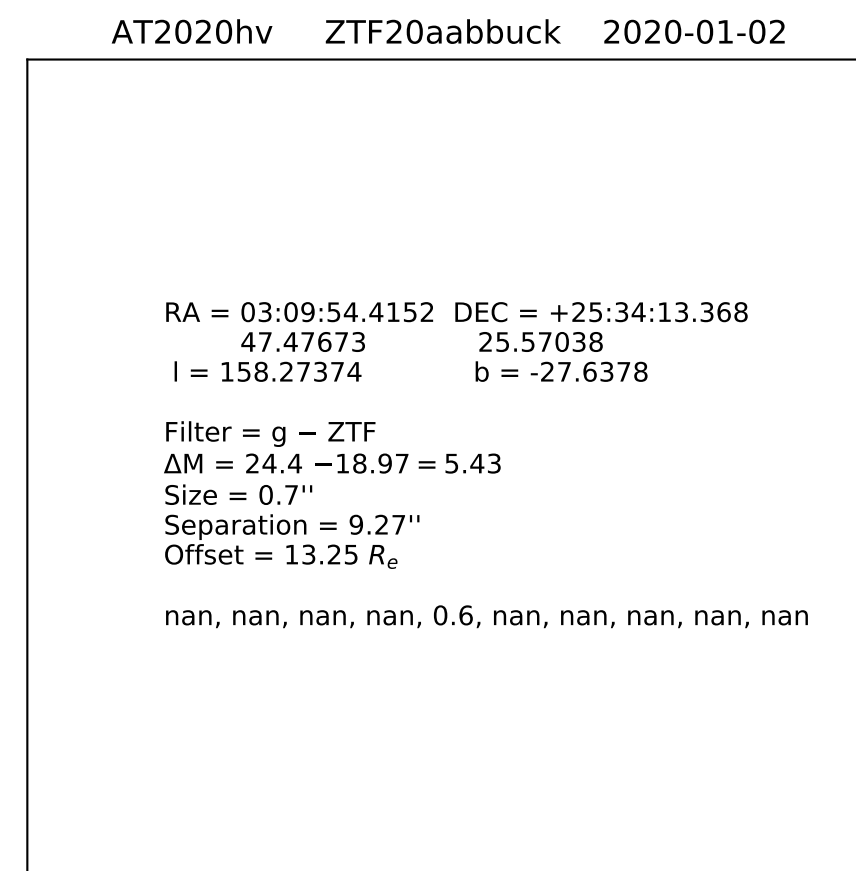 AT2020hv ZTF20aabbuck 2020-01-02
RA = 03:09:54.4152 DEC = +25:34:13.368
47.47673 25.57038
l = 158.27374 b = -27.6378
Filter = g − ZTF
ΔM = 24.4 −18.97 = 5.43
Size = 0.7''
Separation = 9.27''
Offset = 13.25 Rₑ
nan, nan, nan, nan, 0.6, nan, nan, nan, nan, nan